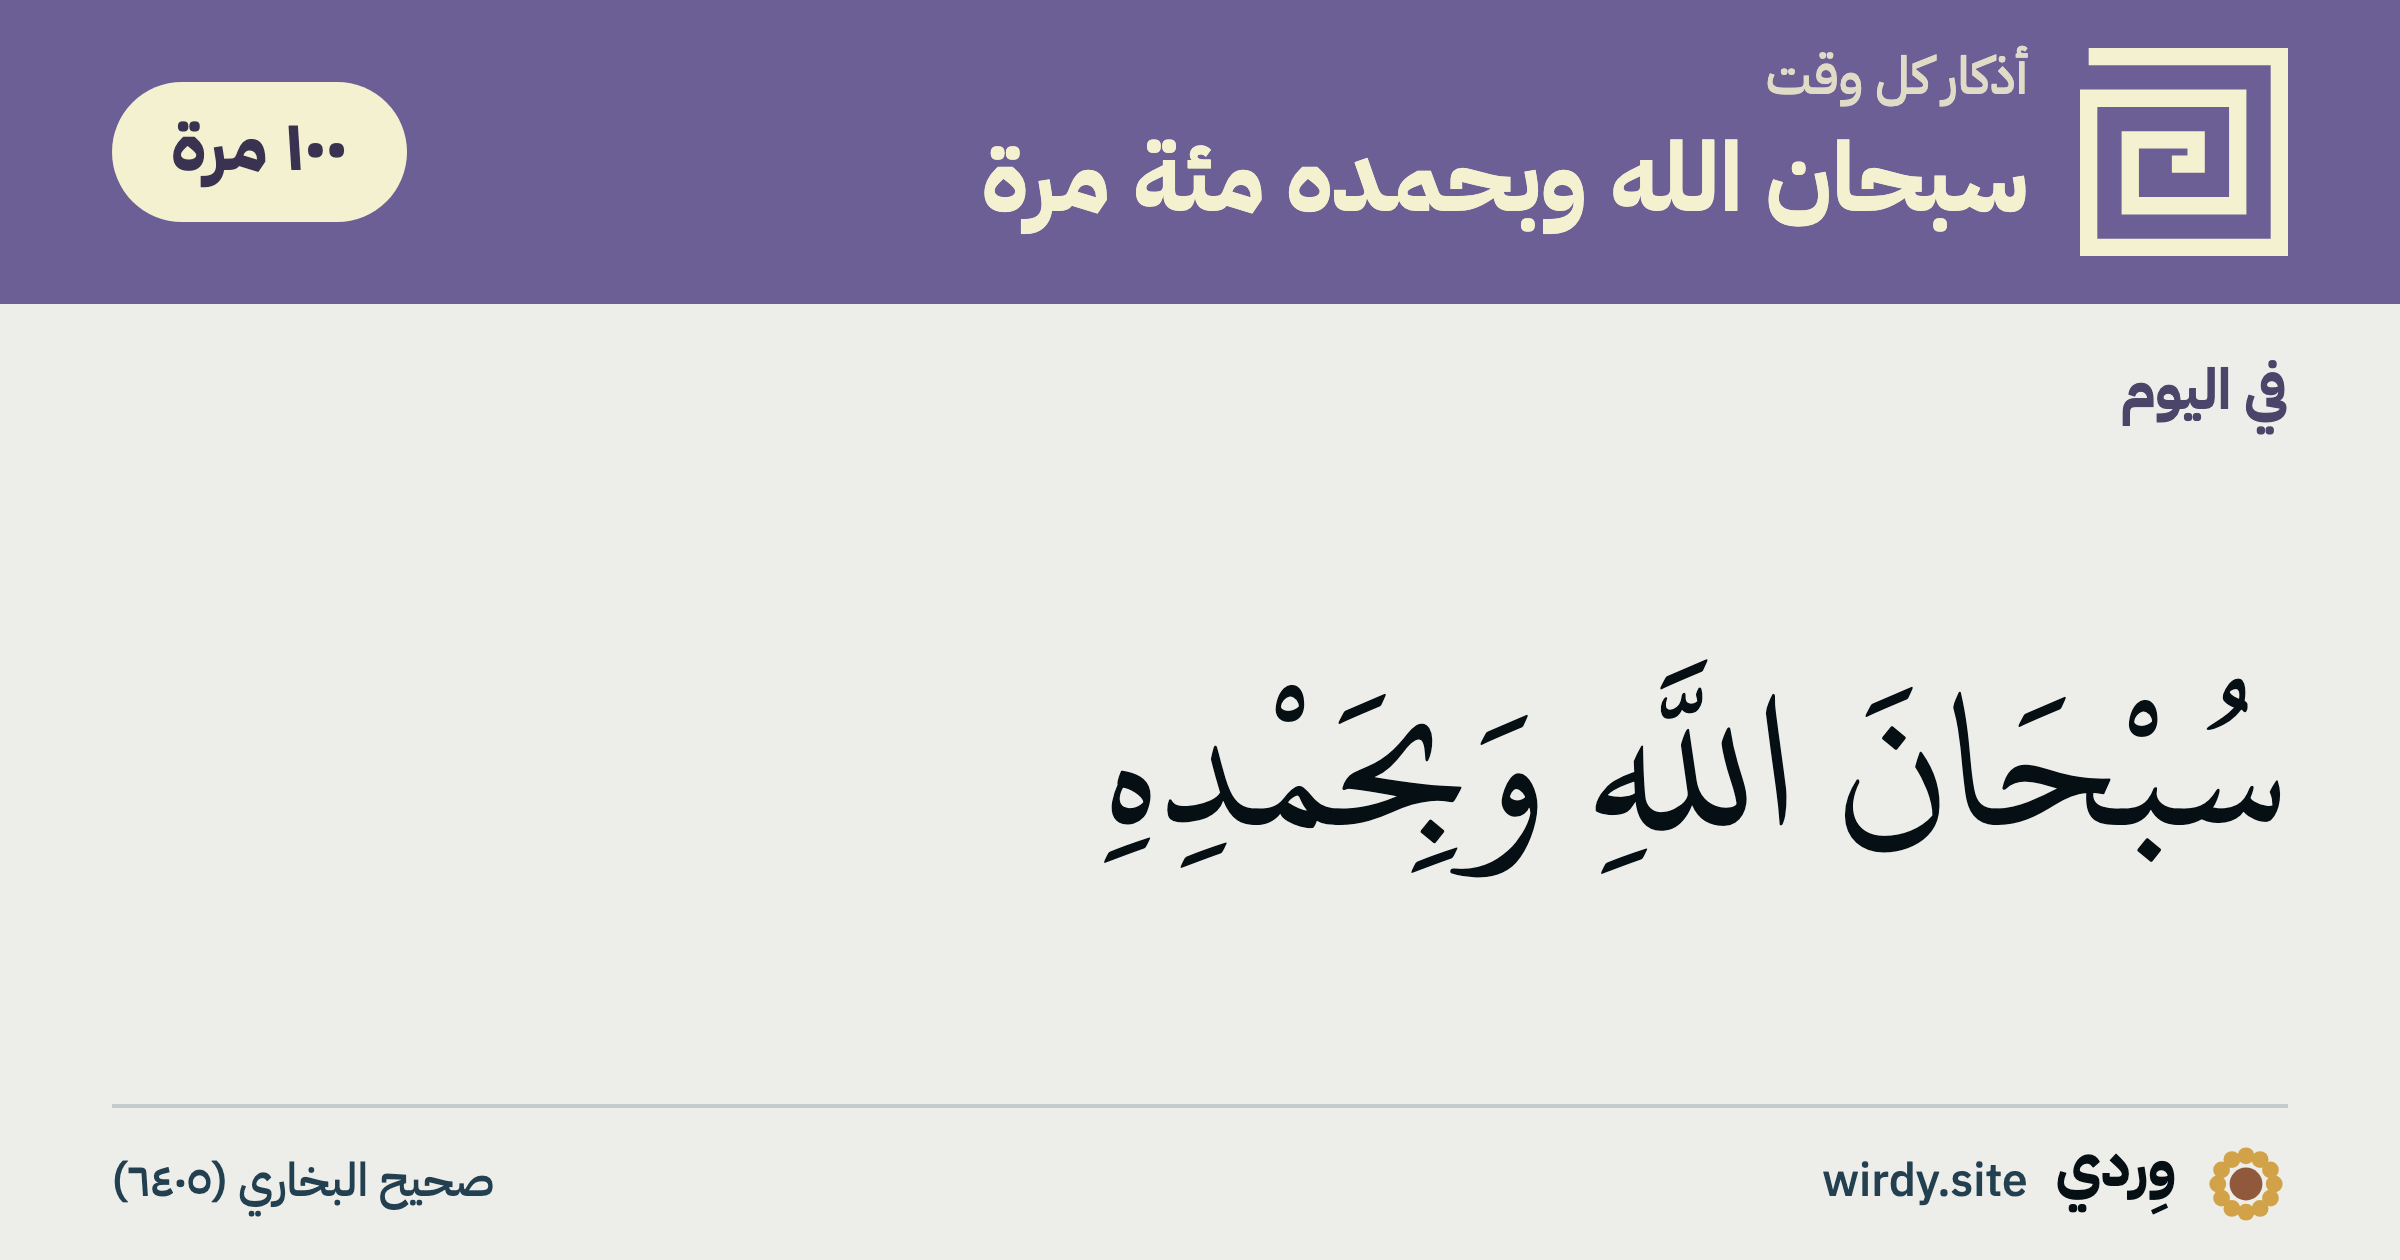 أذكار كل وقت
سبحان الله وبحمده مئة مرة
١٠٠ مرة
في اليوم
سُبْحَانَ اللَّهِ وَبِحَمْدِهِ
وِردي wirdy.site
صحيح البخاري (٦٤٠٥)